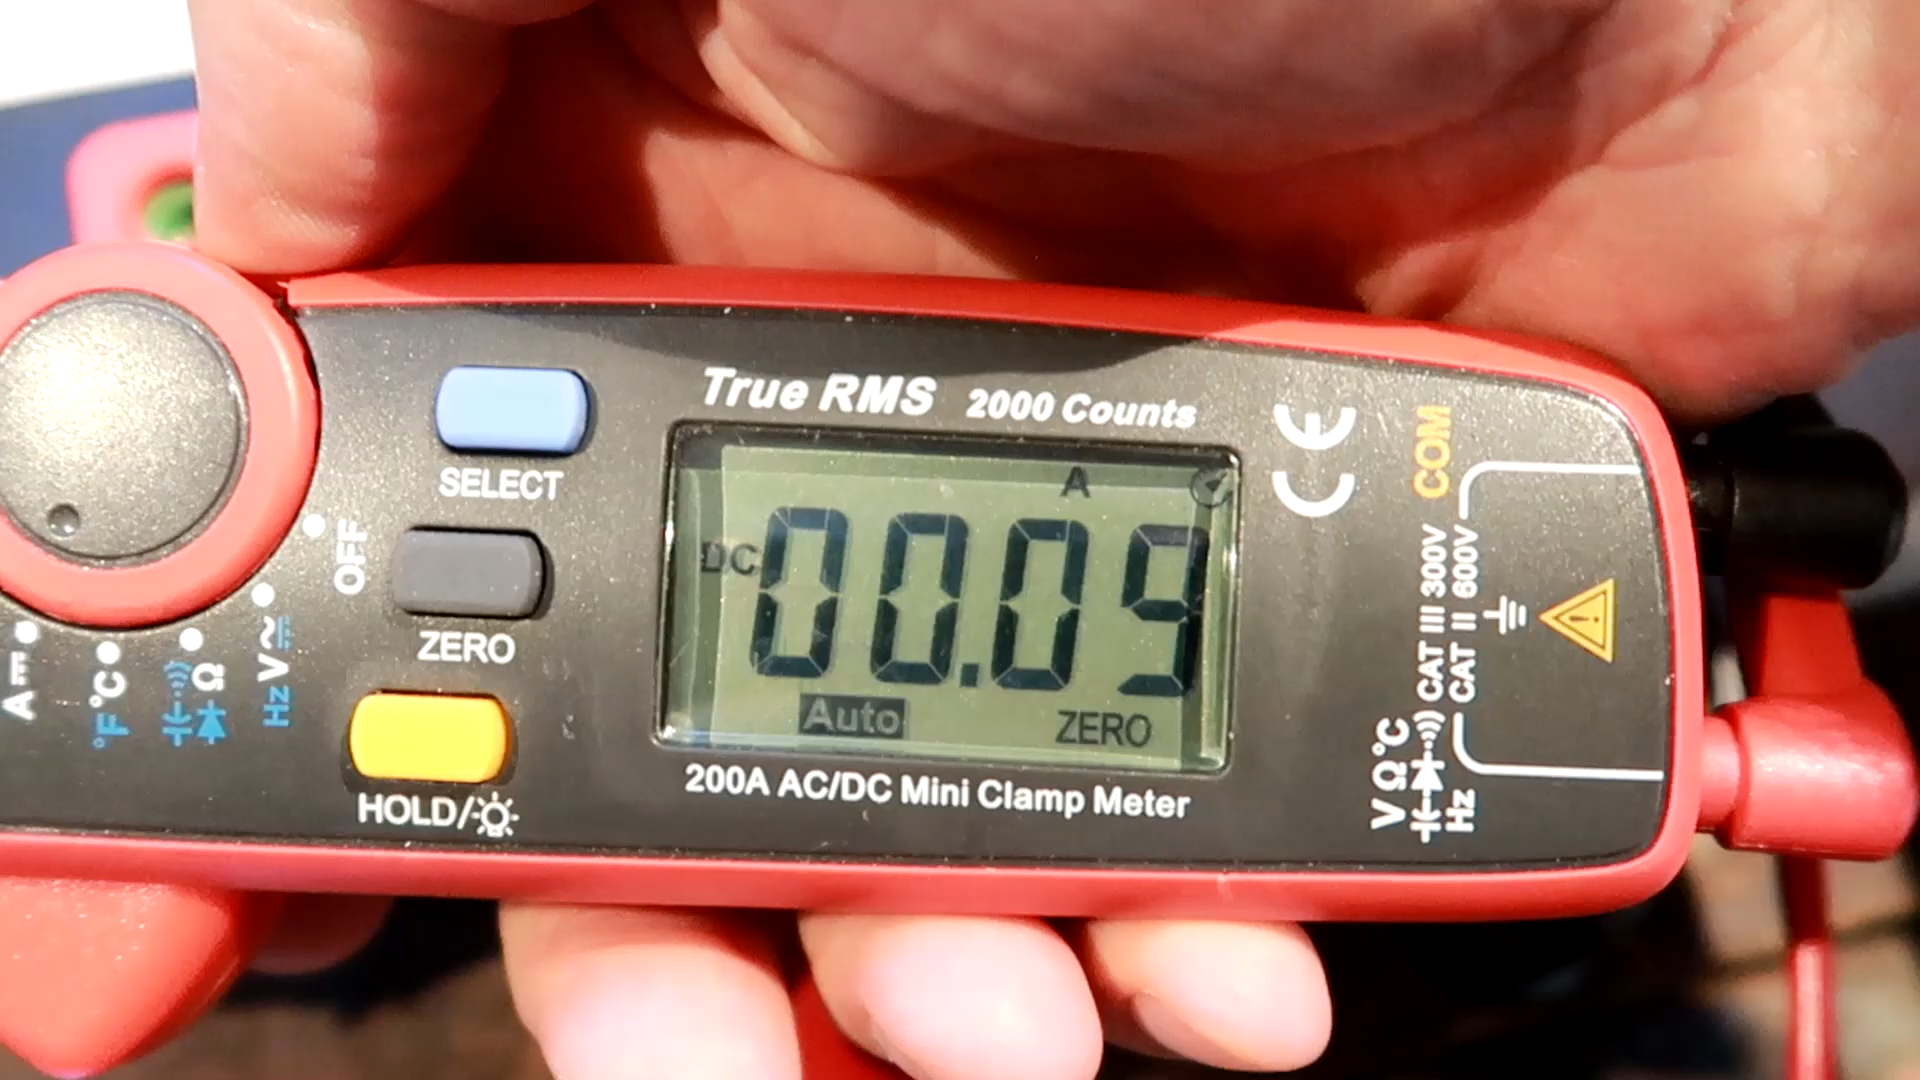 True RMS 2000 Counts
SELECT
OFF
ZERO
HOLD/
A
DC
00.09
Auto
ZERO
200A AC/DC Mini Clamp Meter
A
°F °C
Ω
Hz V~
CE
COM
CAT III 300V
CAT II 600V
VΩ°C
Hz